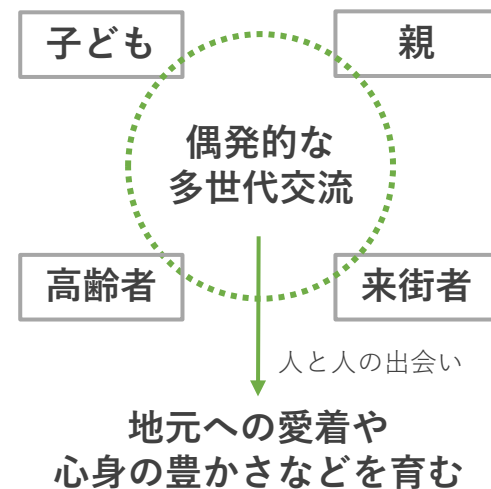 子ども
親
偶発的な
多世代交流
高齢者
来街者
人と人の出会い
地元への愛着や
心身の豊かさなどを育む